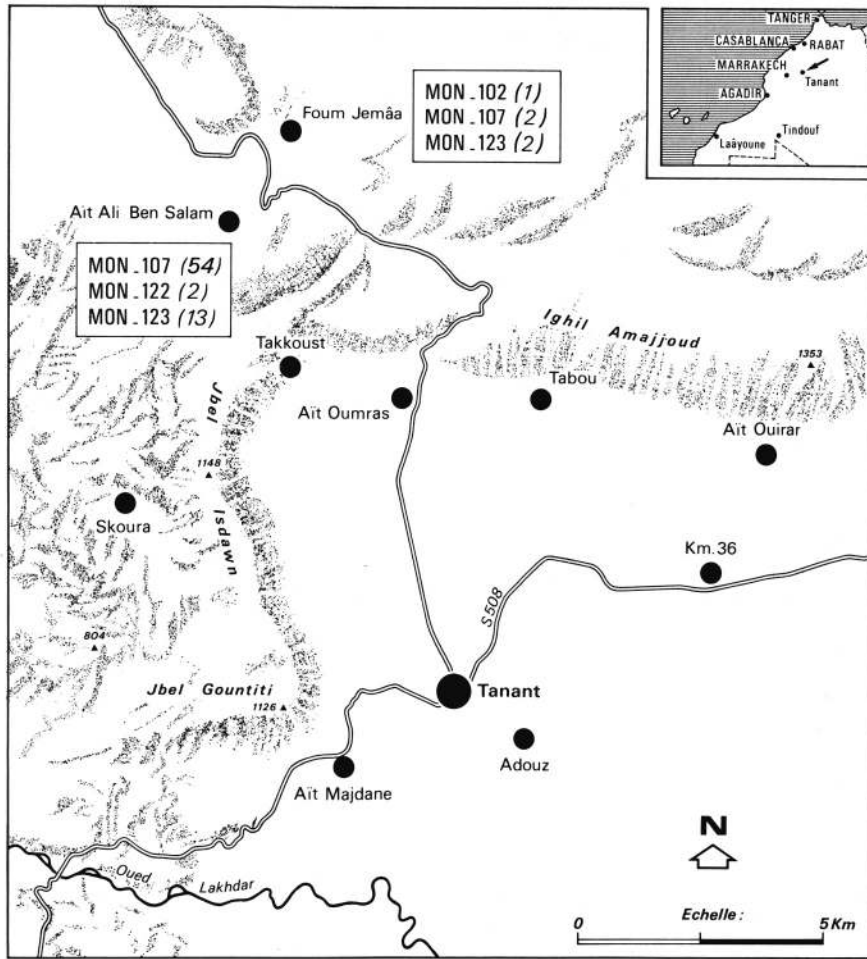 TANGER
CASABLANCA
RABAT
MARRAKECH
Tanant
AGADIR
Laâyoune
Tindouf
Foum Jemâa
MON_102 (1)
MON_107 (2)
MON_123 (2)
Aït Ali Ben Salam
MON_107 (54)
MON_122 (2)
MON_123 (13)
Ighil Amajjoud
1353
Takkoust
Tabou
Aït Oumras
Aït Ouirar
Jbel Isdawn
1148
Skoura
Km.36
S 508
804
Jbel Gountiti
1126
Tanant
Adouz
Aït Majdane
N
Oued Lakhdar
Echelle :
0 5 Km